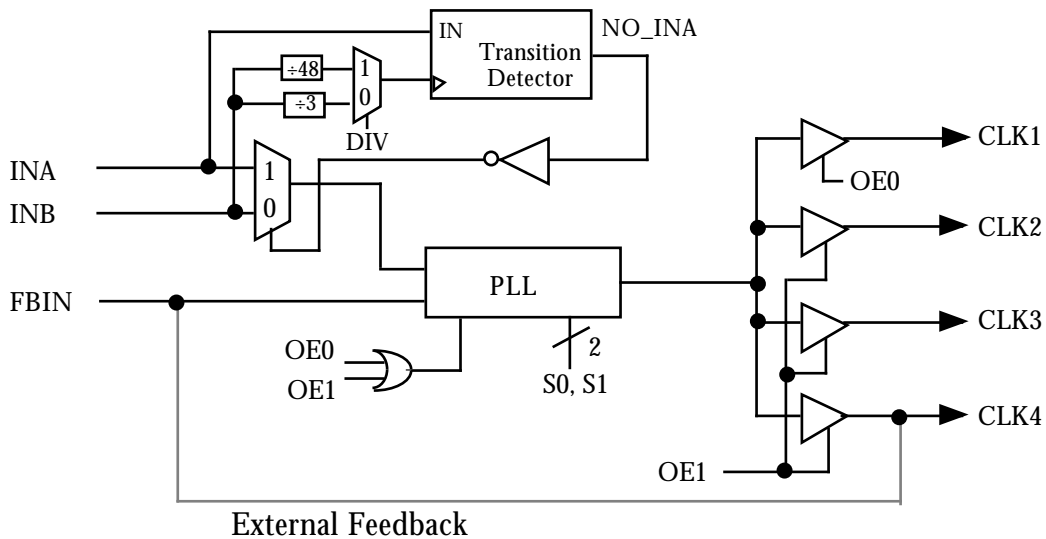 IN
NO_INA
Transition
Detector
÷48
1
÷3
0
DIV
INA
1
INB
0
CLK1
OE0
CLK2
PLL
FBIN
CLK3
OE0
2
OE1
S0, S1
CLK4
OE1
External Feedback